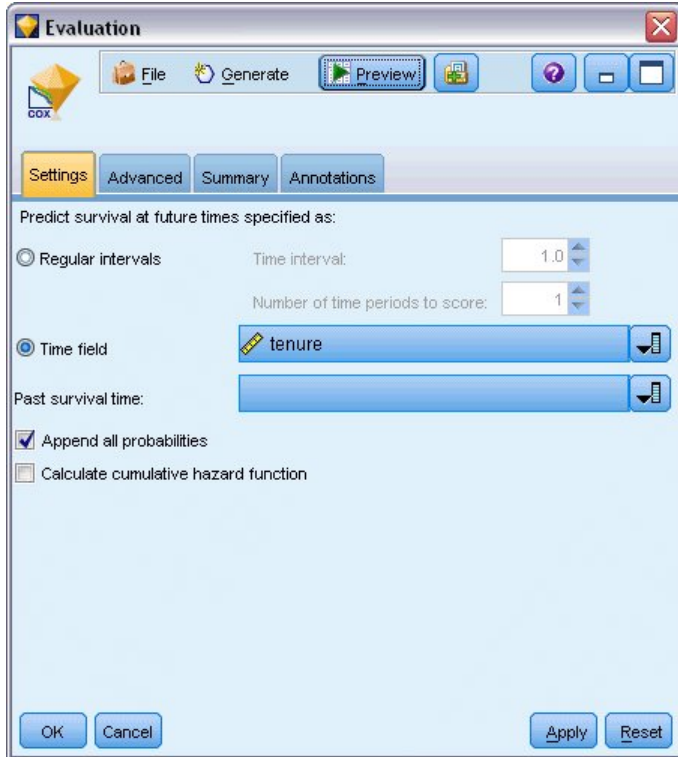 Evaluation
File Generate Preview
COX
Settings Advanced Summary Annotations
Predict survival at future times specified as:
Regular intervals Time interval: 1.0
Number of time periods to score: 1
Time field tenure
Past survival time:
Append all probabilities
Calculate cumulative hazard function
OK Cancel Apply Reset